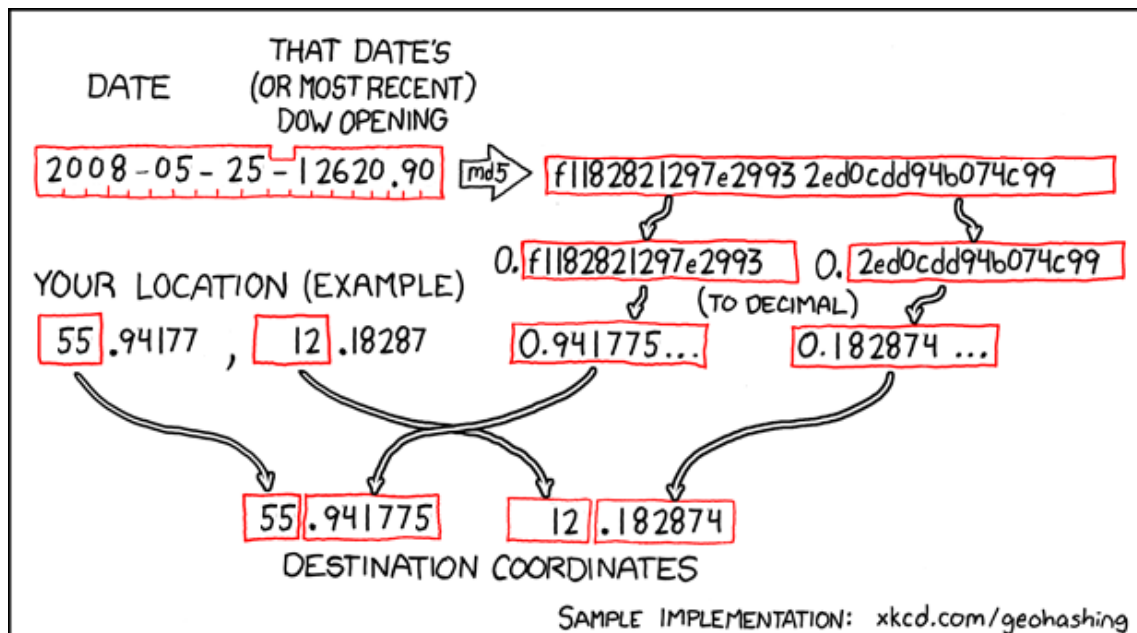 DATE
THAT DATE'S
(OR MOST RECENT)
DOW OPENING
2008-05-25-12620.90
md5
f1182821297e2993 2ed0cdd94b074c99
0.f1182821297e2993
0.2ed0cdd94b074c99
(TO DECIMAL)
0.941775...
0.182874 ...
YOUR LOCATION (EXAMPLE)
55.94177, 12.18287
55.941775
12.182874
DESTINATION COORDINATES
SAMPLE IMPLEMENTATION: xkcd.com/geohashing